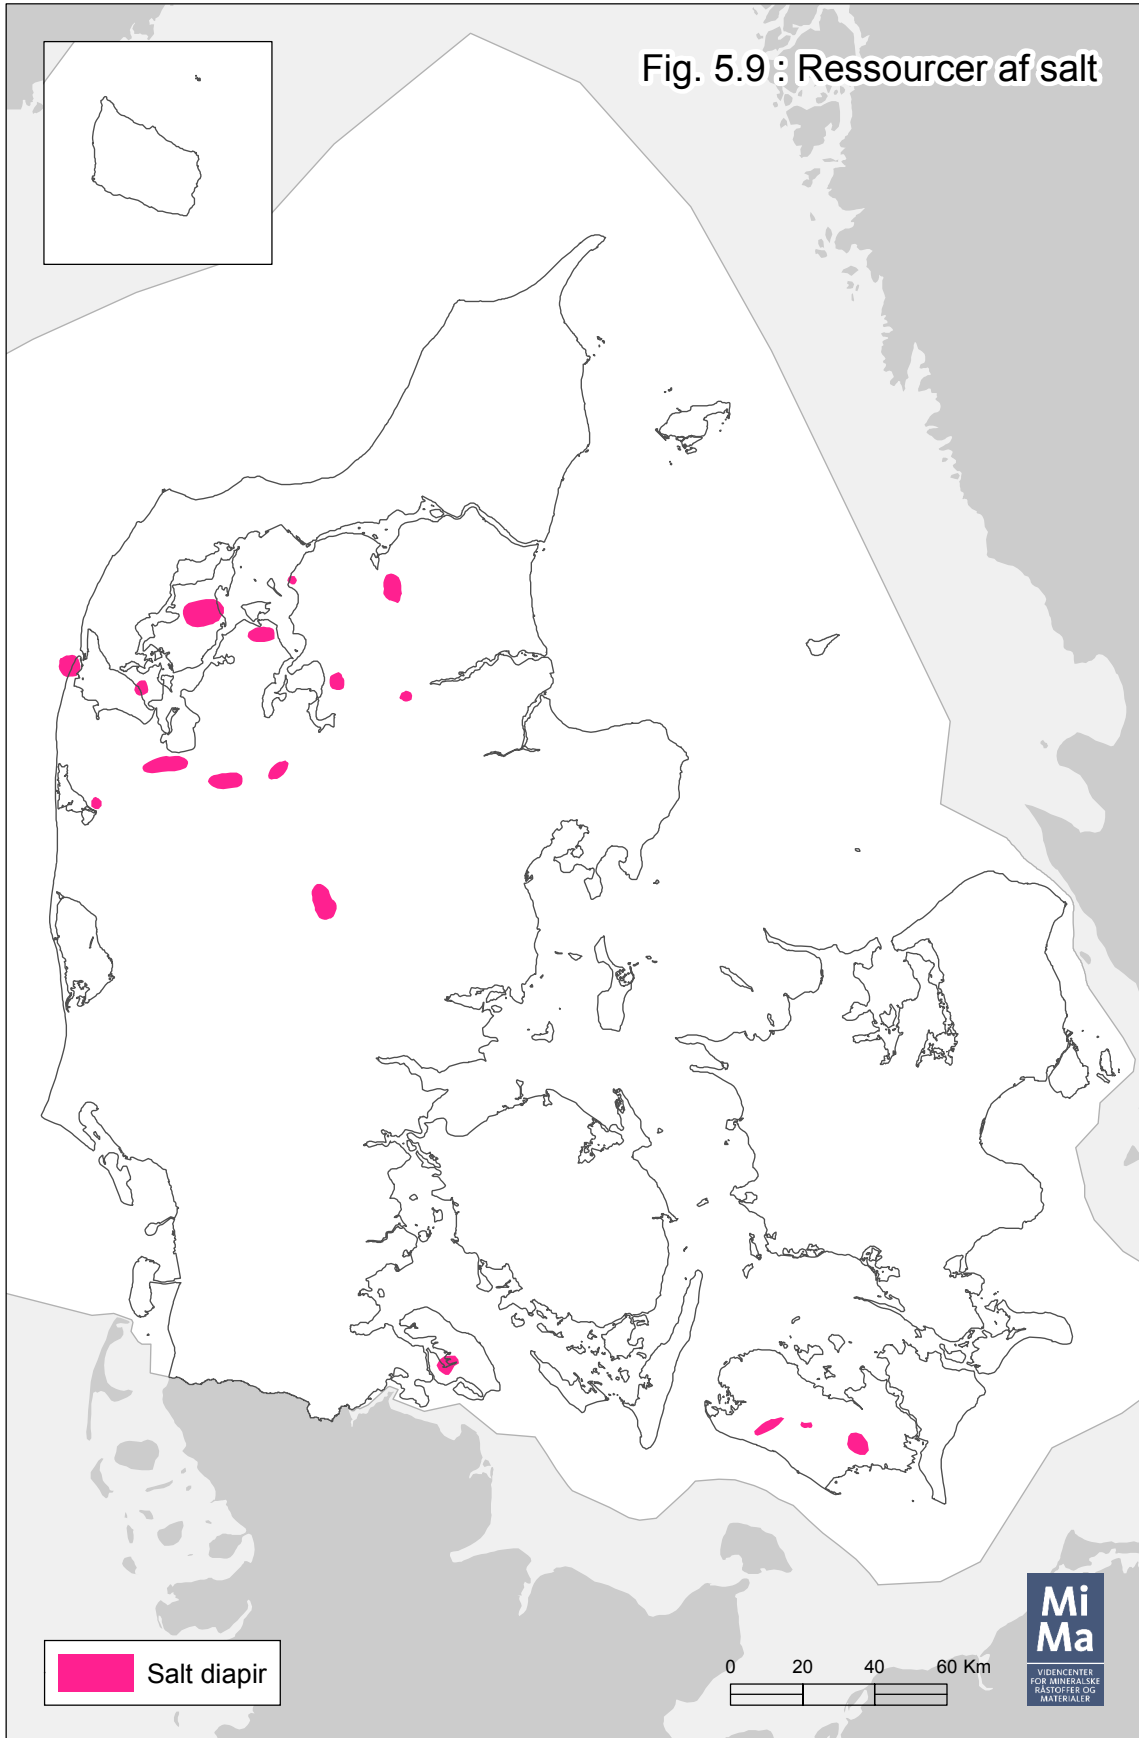 Fig. 5.9 : Ressourcer af salt
Salt diapir
0 20 40 60 Km
Mi
Ma
VIDENCENTER
FOR MINERALSKE
RÅSTOFFER OG
MATERIALER